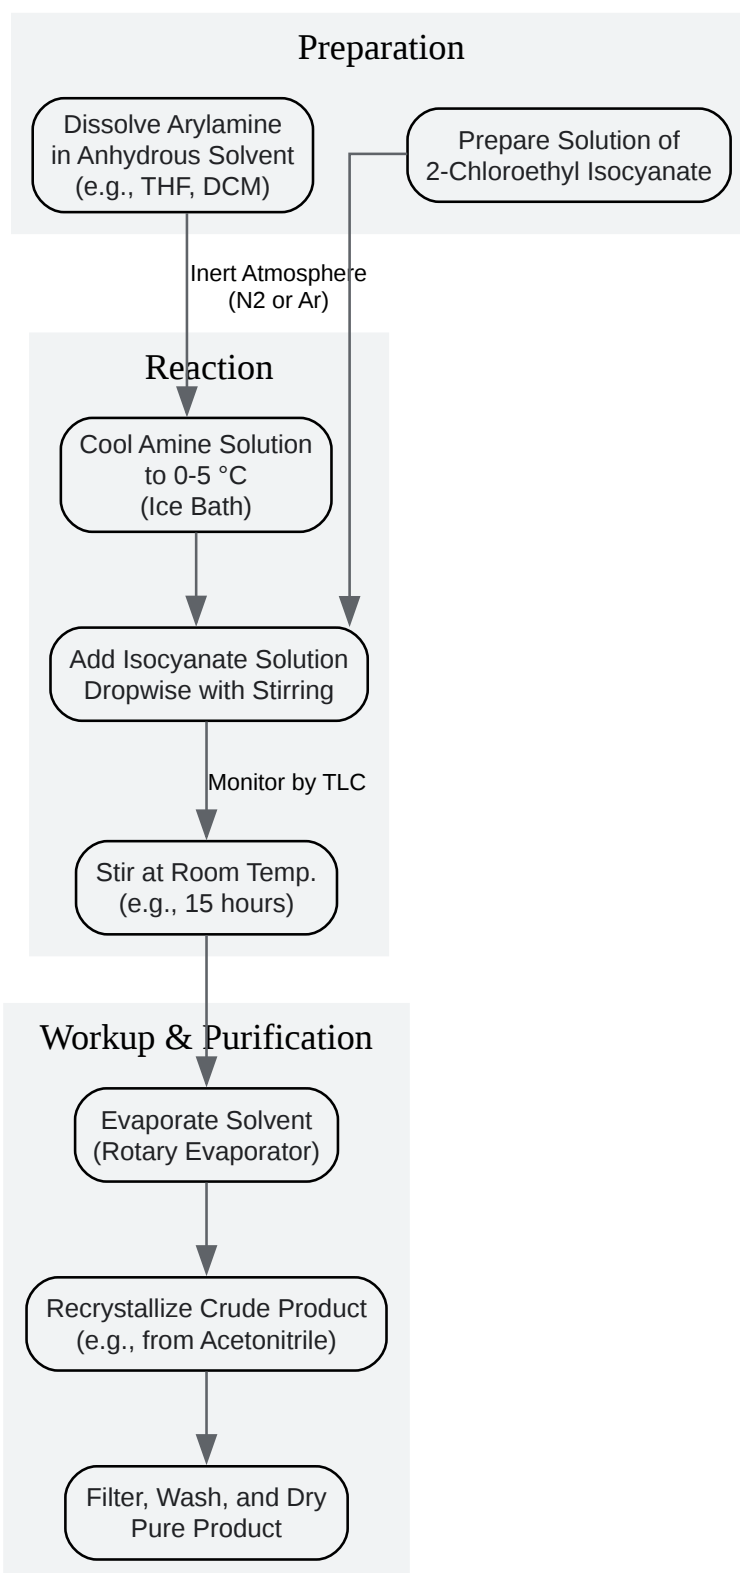 Preparation
Dissolve Arylamine
in Anhydrous Solvent
(e.g., THF, DCM)
Prepare Solution of
2-Chloroethyl Isocyanate
Inert Atmosphere
(N2 or Ar)
Reaction
Cool Amine Solution
to 0-5 °C
(Ice Bath)
Add Isocyanate Solution
Dropwise with Stirring
Monitor by TLC
Stir at Room Temp.
(e.g., 15 hours)
Workup & Purification
Evaporate Solvent
(Rotary Evaporator)
Recrystallize Crude Product
(e.g., from Acetonitrile)
Filter, Wash, and Dry
Pure Product